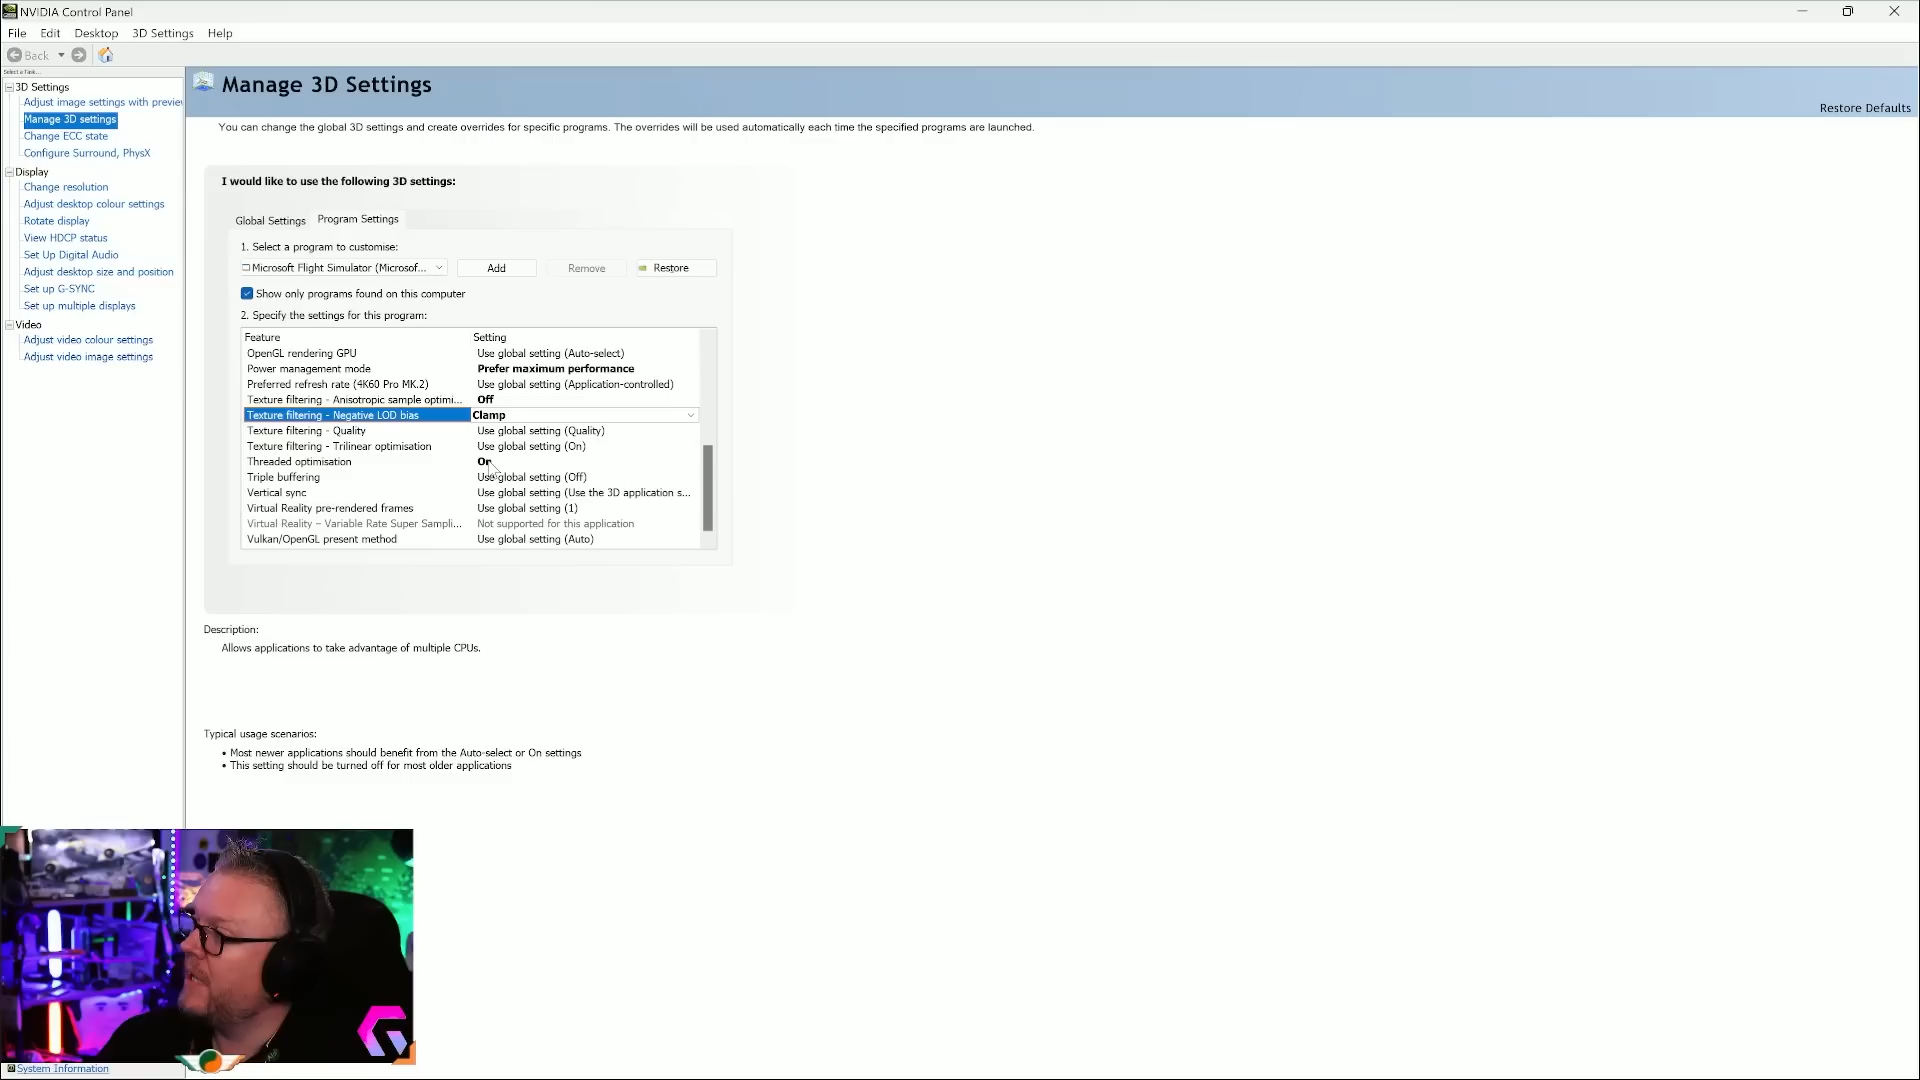 NVIDIA Control Panel
File Edit Desktop 3D Settings Help
Back
Select a Task...
3D Settings
Adjust image settings with preview
Manage 3D settings
Change ECC state
Configure Surround, PhysX
Display
Change resolution
Adjust desktop colour settings
Rotate display
View HDCP status
Set Up Digital Audio
Adjust desktop size and position
Set up G-SYNC
Set up multiple displays
Video
Adjust video colour settings
Adjust video image settings
System Information
Manage 3D Settings
Restore Defaults
You can change the global 3D settings and create overrides for specific programs. The overrides will be used automatically each time the specified programs are launched.
I would like to use the following 3D settings:
Global Settings Program Settings
1. Select a program to customise:
Microsoft Flight Simulator (Microsof... Add Remove Restore
Show only programs found on this computer
2. Specify the settings for this program:
Feature Setting
OpenGL rendering GPU Use global setting (Auto-select)
Power management mode Prefer maximum performance
Preferred refresh rate (4K60 Pro MK.2) Use global setting (Application-controlled)
Texture filtering - Anisotropic sample optimi... Off
Texture filtering - Negative LOD bias Clamp
Texture filtering - Quality Use global setting (Quality)
Texture filtering - Trilinear optimisation Use global setting (On)
Threaded optimisation On
Triple buffering Use global setting (Off)
Vertical sync Use global setting (Use the 3D application s...
Virtual Reality pre-rendered frames Use global setting (1)
Virtual Reality – Variable Rate Super Sampli... Not supported for this application
Vulkan/OpenGL present method Use global setting (Auto)
Description:
Allows applications to take advantage of multiple CPUs.
Typical usage scenarios:
• Most newer applications should benefit from the Auto-select or On settings
• This setting should be turned off for most older applications